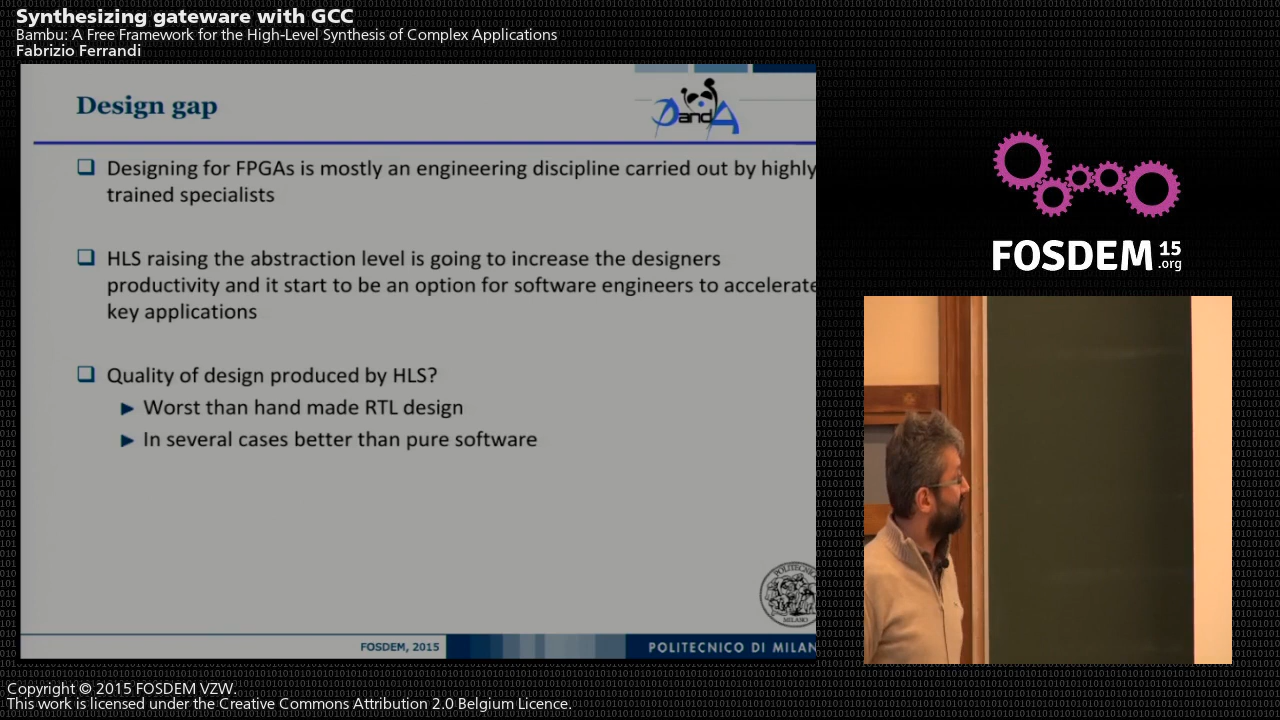 Synthesizing gateware with GCC
Bambu: A Free Framework for the High-Level Synthesis of Complex Applications
Fabrizio Ferrandi
Design gap
PandA
Designing for FPGAs is mostly an engineering discipline carried out by highly
trained specialists
HLS raising the abstraction level is going to increase the designers
productivity and it start to be an option for software engineers to accelerate
key applications
Quality of design produced by HLS?
Worst than hand made RTL design
In several cases better than pure software
FOSDEM, 2015
POLITECNICO DI MILAN
FOSDEM 15
.org
Copyright © 2015 FOSDEM VZW.
This work is licensed under the Creative Commons Attribution 2.0 Belgium Licence.